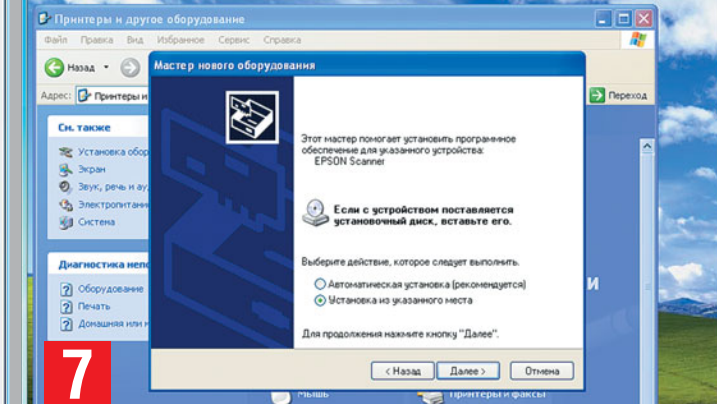 Принтеры и другое оборудование
Файл Правка Вид Избранное Сервис Справка
Назад
Мастер нового оборудования
Адрес: Принтеры и
Переход
См. также
Установка обор
Экран
Звук, речь и ау
Электропитани
Система
Диагностика непо
Оборудование
Печать
Домашняя или
Этот мастер помогает установить программное
обеспечение для указанного устройства:
EPSON Scanner
Если с устройством поставляется
установочный диск, вставьте его.
Выберите действие, которое следует выполнить.
Автоматическая установка (рекомендуется)
Установка из указанного места
Для продолжения нажмите кнопку "Далее".
< Назад Далее > Отмена
и
7
Мышь
Принтеры и факсы